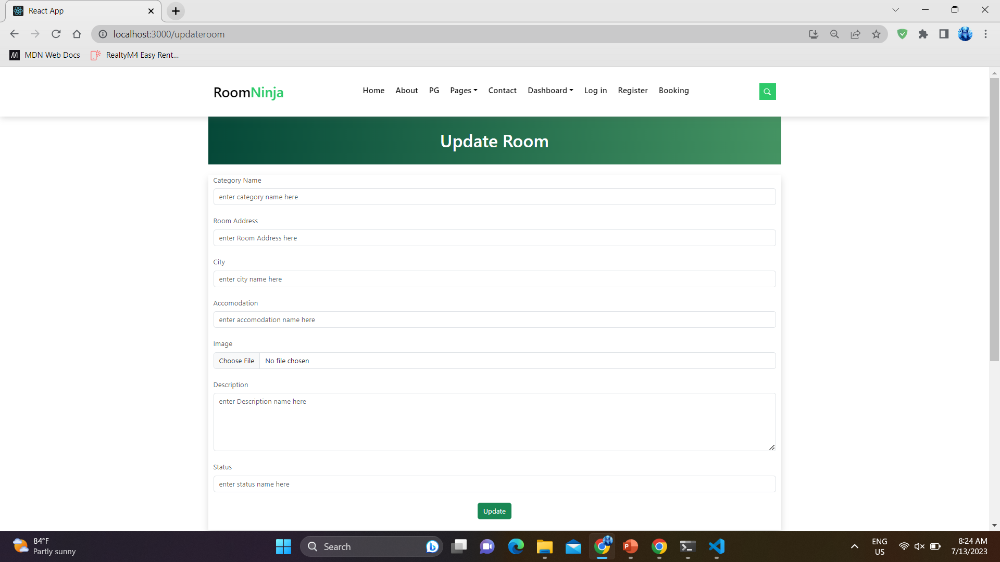 React App
localhost:3000/updateroom
MDN Web Docs
RealtyM4 Easy Rent...
RoomNinja
Home
About
PG
Pages
Contact
Dashboard
Log in
Register
Booking
Update Room
Category Name
enter category name here
Room Address
enter Room Address here
City
enter city name here
Accomodation
enter accomodation name here
Image
Choose File
No file chosen
Description
enter Description name here
Status
enter status name here
Update
84°F
Partly sunny
Search
ENG
US
8:24 AM
7/13/2023